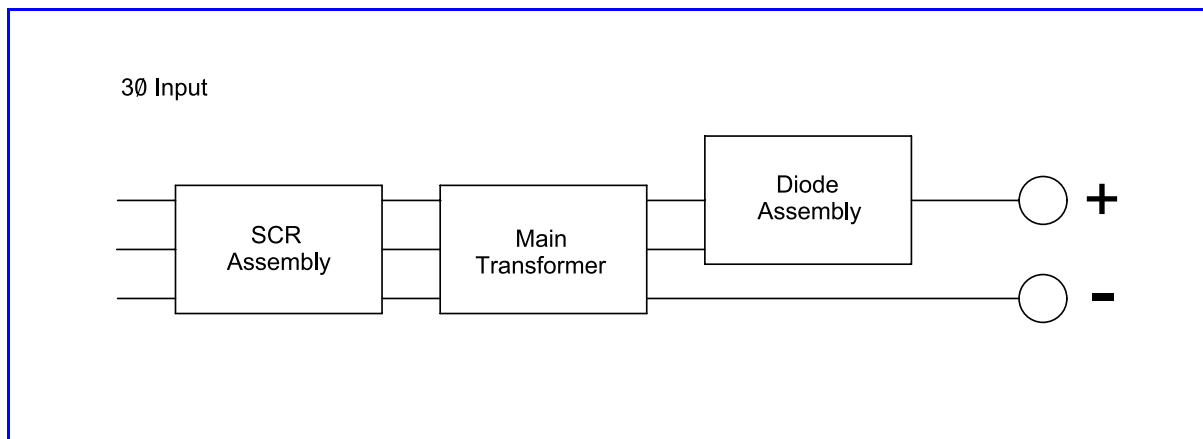 3Ø Input
SCR
Assembly
Main
Transformer
Diode
Assembly
+
-